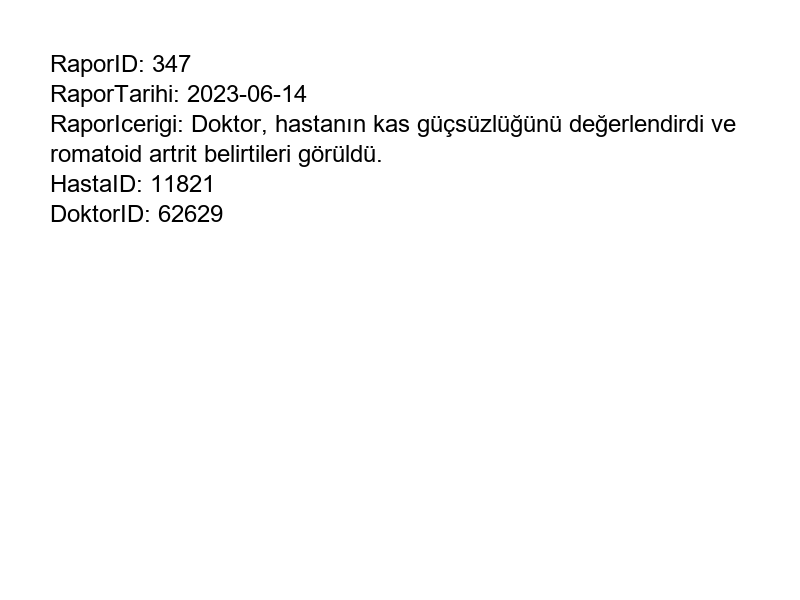 RaporID: 347
RaporTarihi: 2023-06-14
RaporIcerigi: Doktor, hastanın kas güçsüzlüğünü değerlendirdi ve
romatoid artrit belirtileri görüldü.
HastaID: 11821
DoktorID: 62629